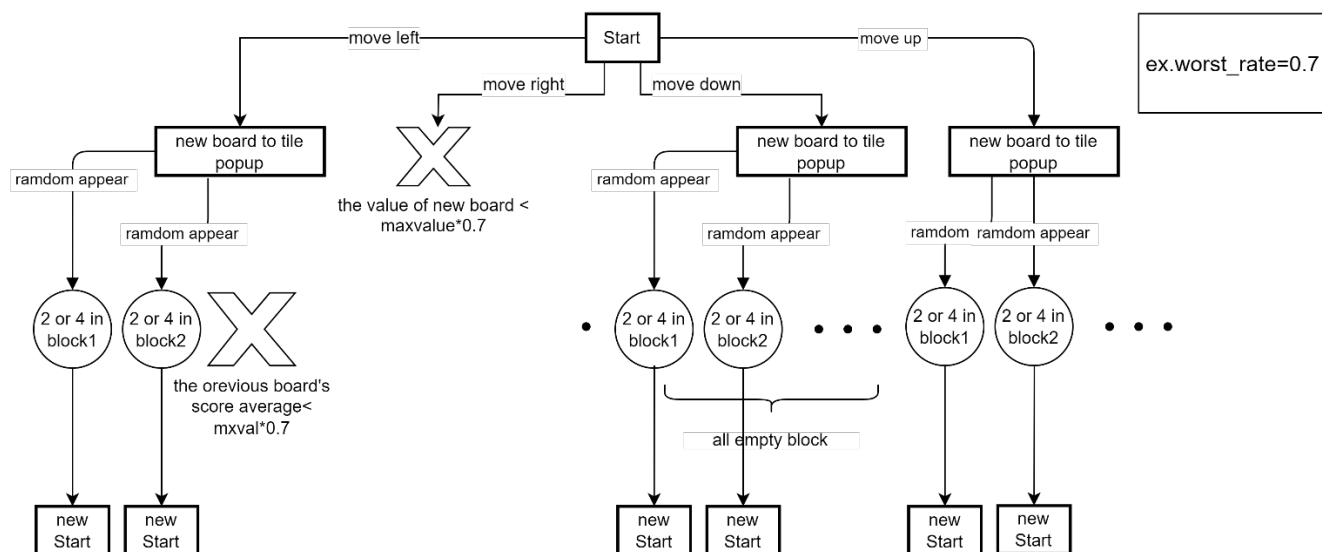 move left
Start
move up
ex.worst_rate=0.7
move right
move down
new board to tile
popup
new board to tile
popup
new board to tile
popup
ramdom appear
ramdom appear
the value of new board <
maxvalue*0.7
ramdom appear
ramdom appear
ramdom
ramdom appear
2 or 4 in
block1
2 or 4 in
block2
2 or 4 in
block1
2 or 4 in
block2
2 or 4 in
block1
2 or 4 in
block2
the orevious board's
score average<
mxval*0.7
all empty block
new
Start
new
Start
new
Start
new
Start
new
Start
new
Start